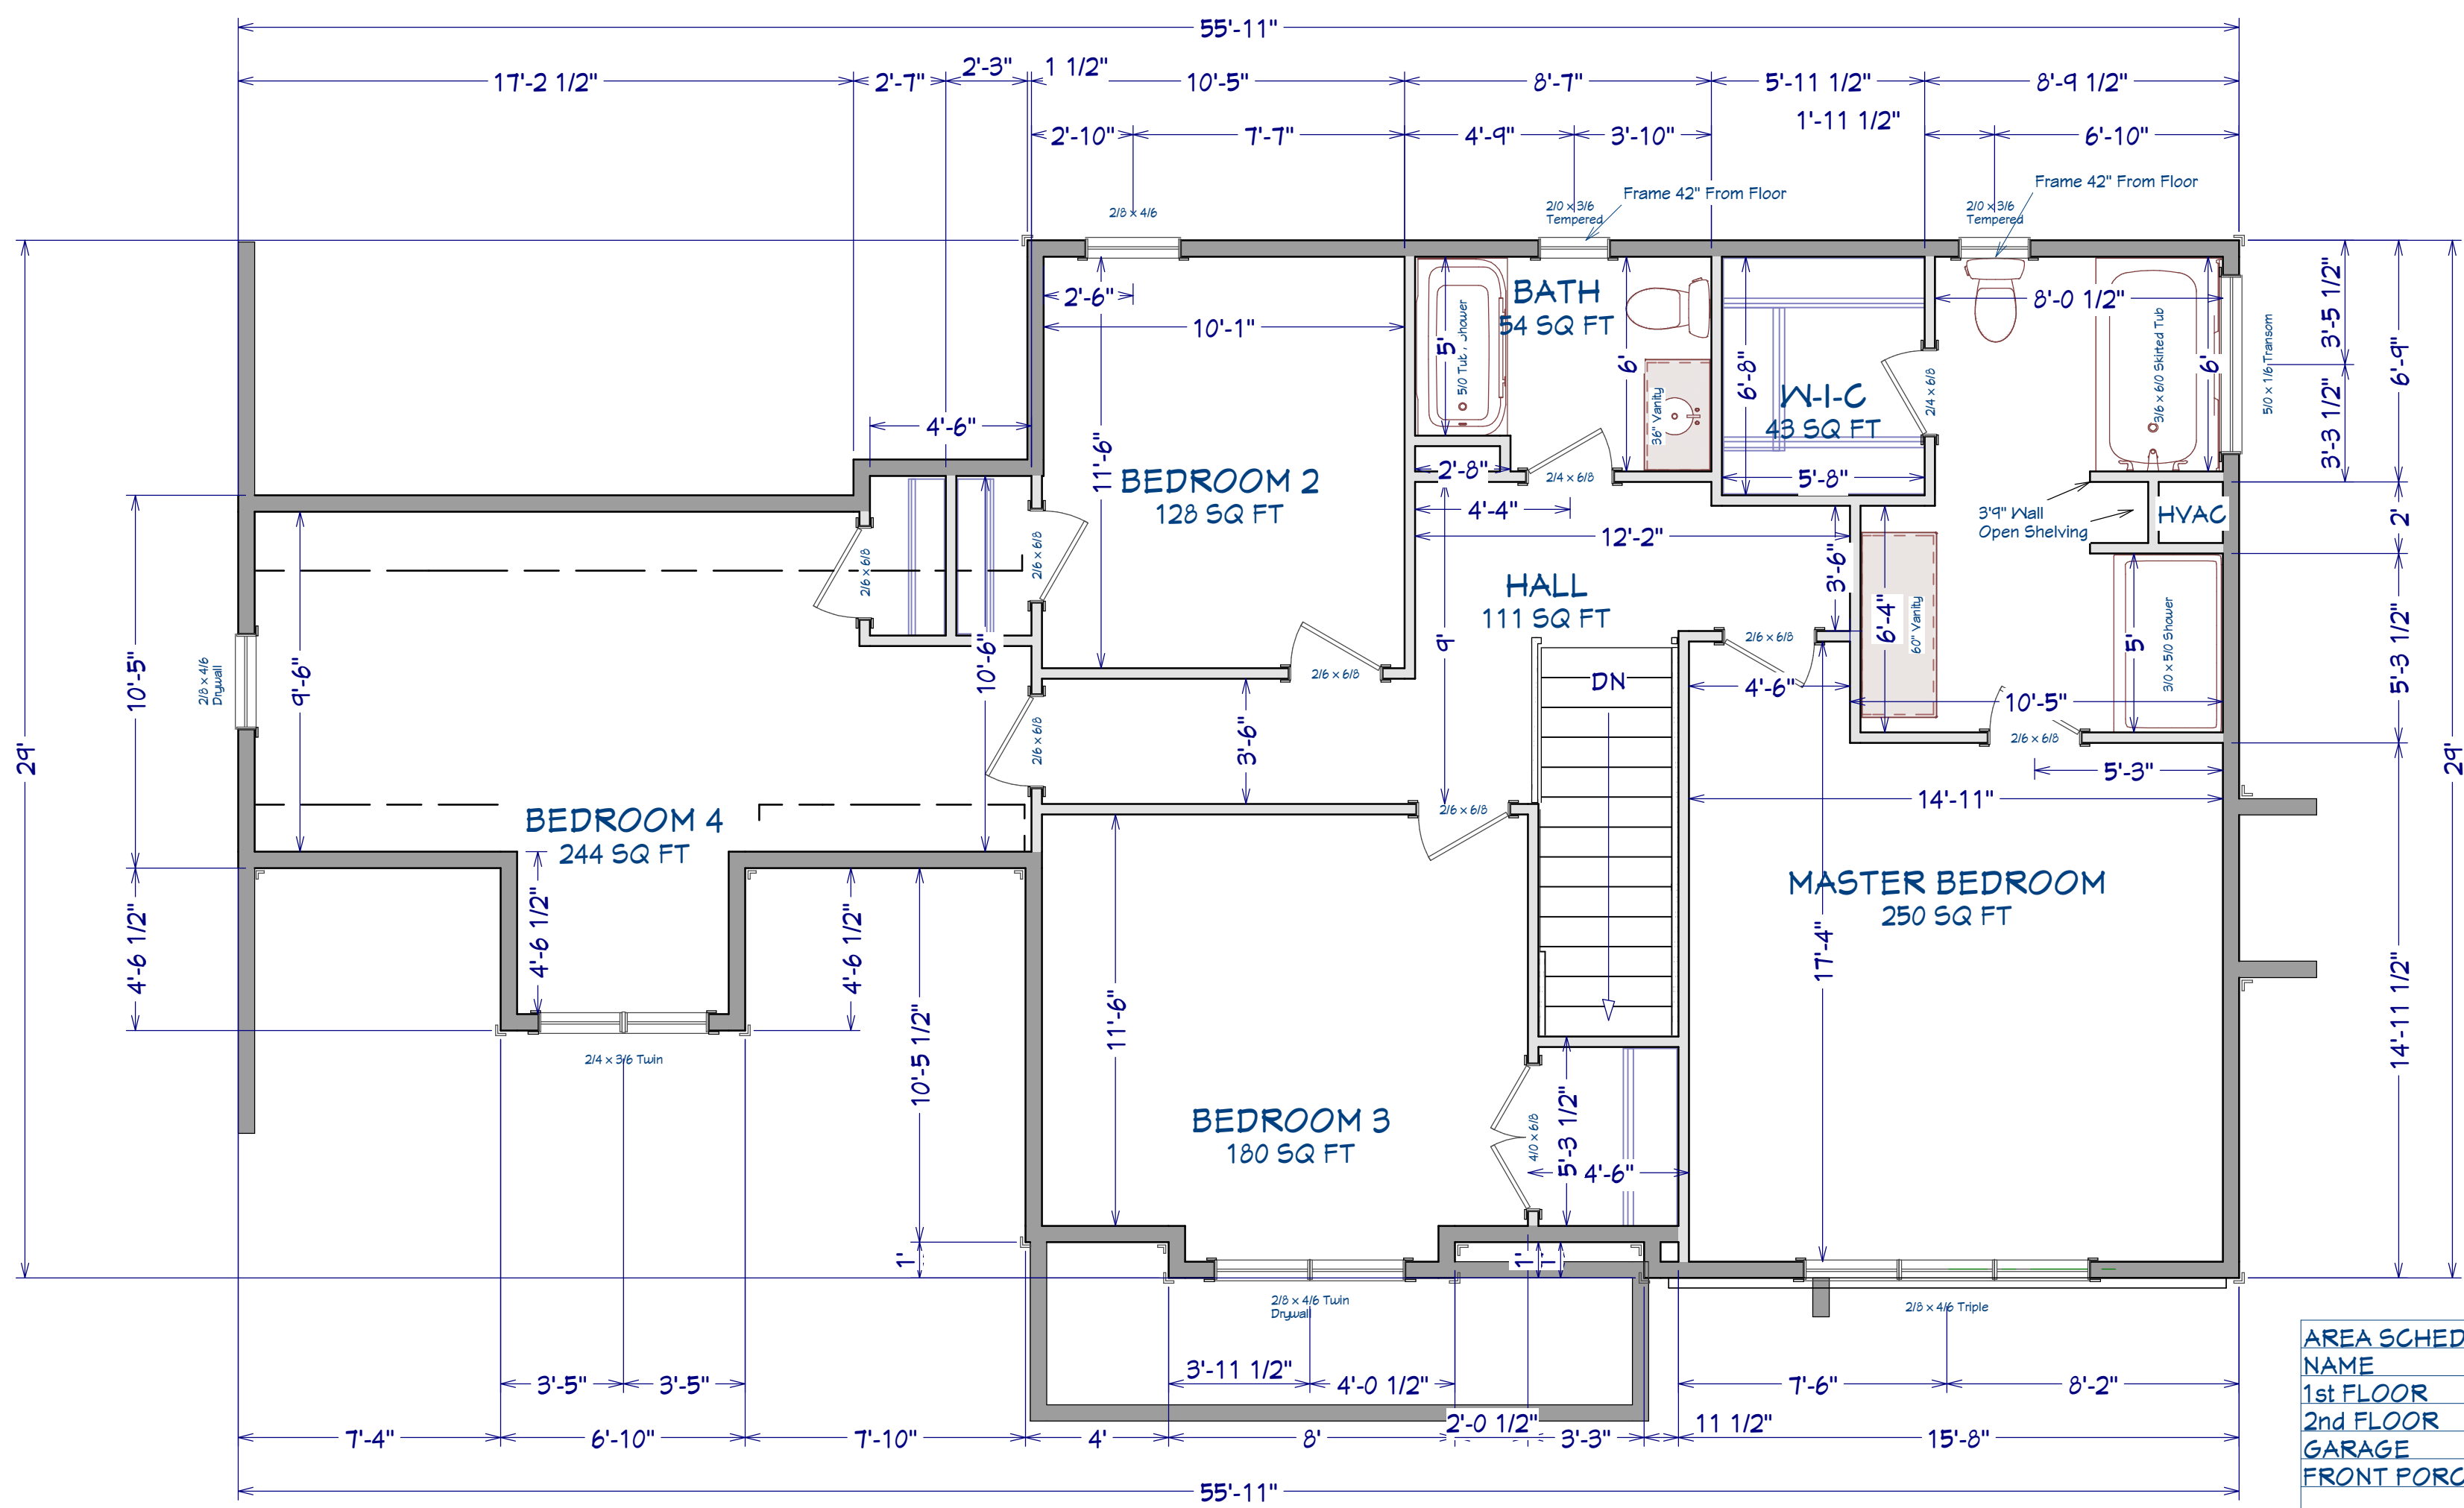 55'-11"
17'-2 1/2"
2'-7"
2'-3"
1 1/2"
10'-5"
8'-7"
5'-11 1/2"
8'-9 1/2"
2'-10"
7'-7"
4'-9"
3'-10"
1'-11 1/2"
6'-10"
2/8 x 4/6
2/0 x 3/6
Tempered
Frame 42" From Floor
2/0 x 3/6
Tempered
Frame 42" From Floor
29'
10'-5"
4'-6 1/2"
2/8 x 4/6
Drywall
9'-6"
4'-6"
2/6 x 6/8
2/6 x 6/8
10'-6"
2/6 x 6/8
BEDROOM 4
244 SQ FT
4'-6 1/2"
4'-6 1/2"
10'-5 1/2"
1'
2/4 x 3/6 Twin
2'-6"
10'-1"
11'-6"
BEDROOM 2
128 SQ FT
2/6 x 6/8
3'-6"
5'
BATH
54 SQ FT
6'
36" Vanity
2'-8"
2/4 x 6/8
4'-4"
12'-2"
HALL
111 SQ FT
9'
3'-6"
DN
2/6 x 6/8
6'-8"
W-I-C
43 SQ FT
5'-8"
2/4 x 6/8
8'-0 1/2"
3/6 x 6/0 Skirted Tub
6'
5/0 x 1/6 Transom
3'9" Wall
Open Shelving
HVAC
6'-4"
60" Vanity
5'
3/0 x 5/0 Shower
10'-5"
2/6 x 6/8
2/6 x 6/8
4'-6"
5'-3"
14'-11"
MASTER BEDROOM
250 SQ FT
17'-4"
11'-6"
BEDROOM 3
180 SQ FT
4/0 x 6/8
5'-3 1/2"
4'-6"
1'
1'
2/8 x 4/6 Twin
Drywall
2/8 x 4/6 Triple
3'-5 1/2"
3'-3 1/2"
6'-9"
2'
5'-3 1/2"
14'-11 1/2"
29'
3'-5"
3'-5"
3'-11 1/2"
4'-0 1/2"
7'-6"
8'-2"
7'-4"
6'-10"
7'-10"
4'
8'
2'-0 1/2"
3'-3"
11 1/2"
15'-8"
55'-11"
AREA SCHED
NAME
1st FLOOR
2nd FLOOR
GARAGE
FRONT PORC